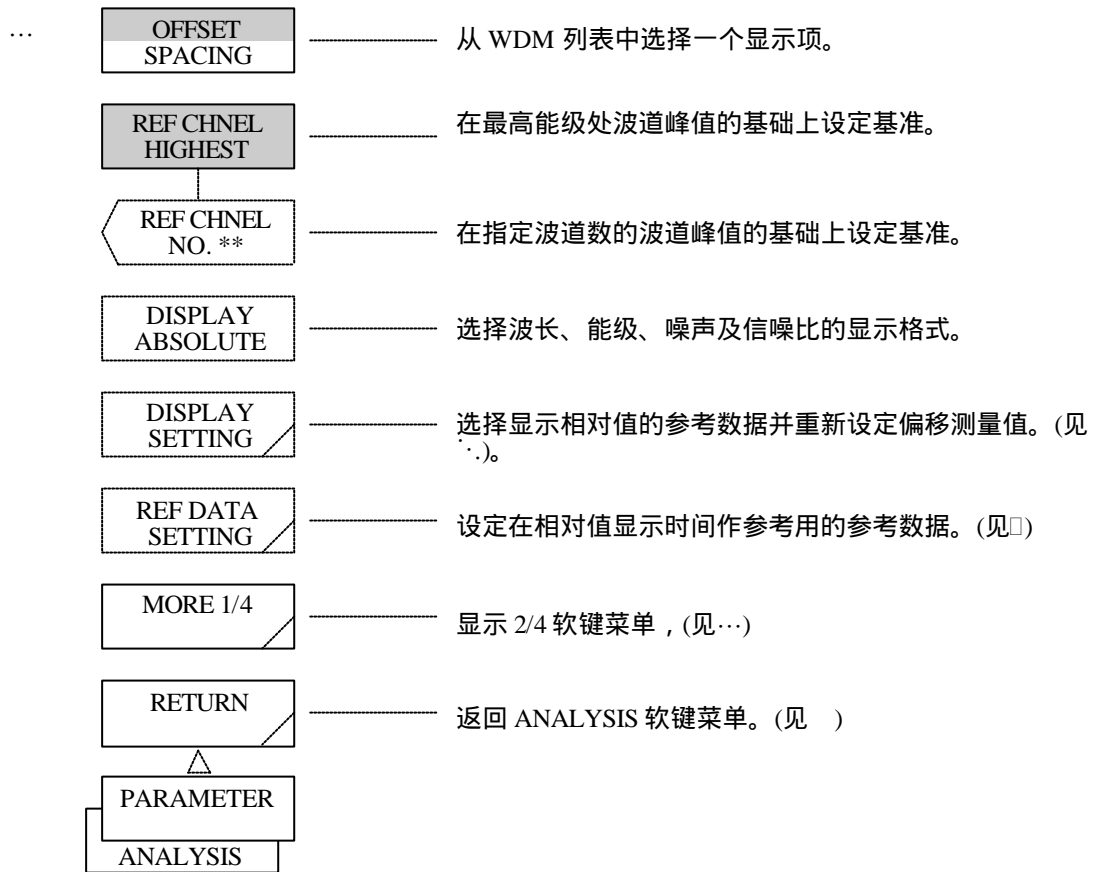 …
OFFSET
SPACING
从 WDM 列表中选择一个显示项。
REF CHNEL
HIGHEST
在最高能级处波道峰值的基础上设定基准。
REF CHNEL
NO. **
在指定波道数的波道峰值的基础上设定基准。
DISPLAY
ABSOLUTE
选择波长、能级、噪声及信噪比的显示格式。
DISPLAY
SETTING
选择显示相对值的参考数据并重新设定偏移测量值。(见
⋱)。
REF DATA
SETTING
设定在相对值显示时间作参考用的参考数据。(见□)
MORE 1/4
显示 2/4 软键菜单，(见…)
RETURN
返回 ANALYSIS 软键菜单。(见 )
PARAMETER
ANALYSIS